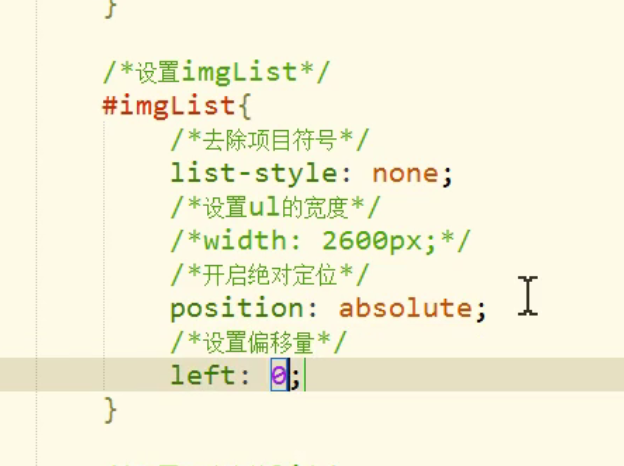 }
/*设置imgList*/
#imgList{
/*去除项目符号*/
list-style: none;
/*设置ul的宽度*/
/*width: 2600px;*/
/*开启绝对定位*/
position: absolute;
/*设置偏移量*/
left: 0;
}